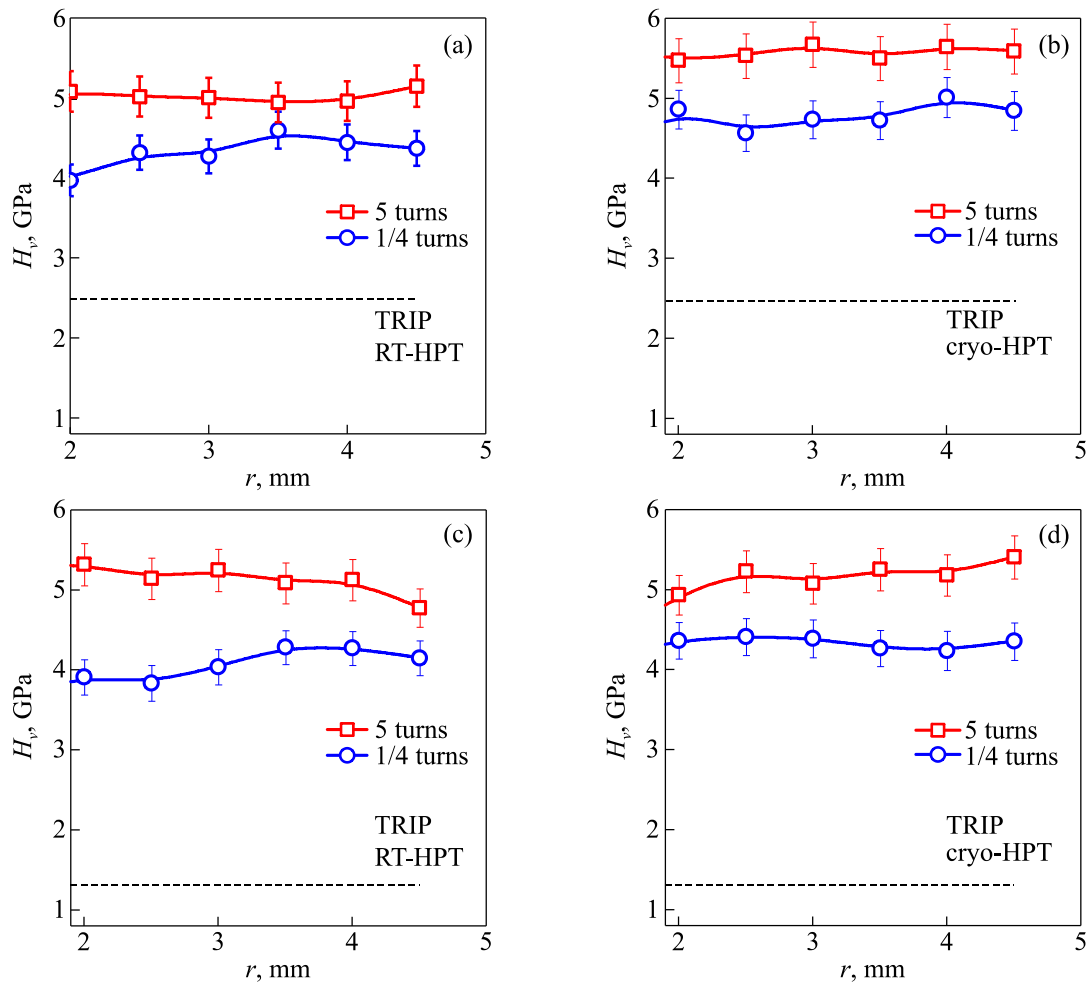 6
5
4
3
2
1
H_v, GPa
(a)
5 turns
1/4 turns
TRIP
RT-HPT
2 3 4 5
r, mm
6
5
4
3
2
1
H_v, GPa
(b)
5 turns
1/4 turns
TRIP
cryo-HPT
2 3 4 5
r, mm
6
5
4
3
2
1
H_v, GPa
(c)
5 turns
1/4 turns
TRIP
RT-HPT
2 3 4 5
r, mm
6
5
4
3
2
1
H_v, GPa
(d)
5 turns
1/4 turns
TRIP
cryo-HPT
2 3 4 5
r, mm